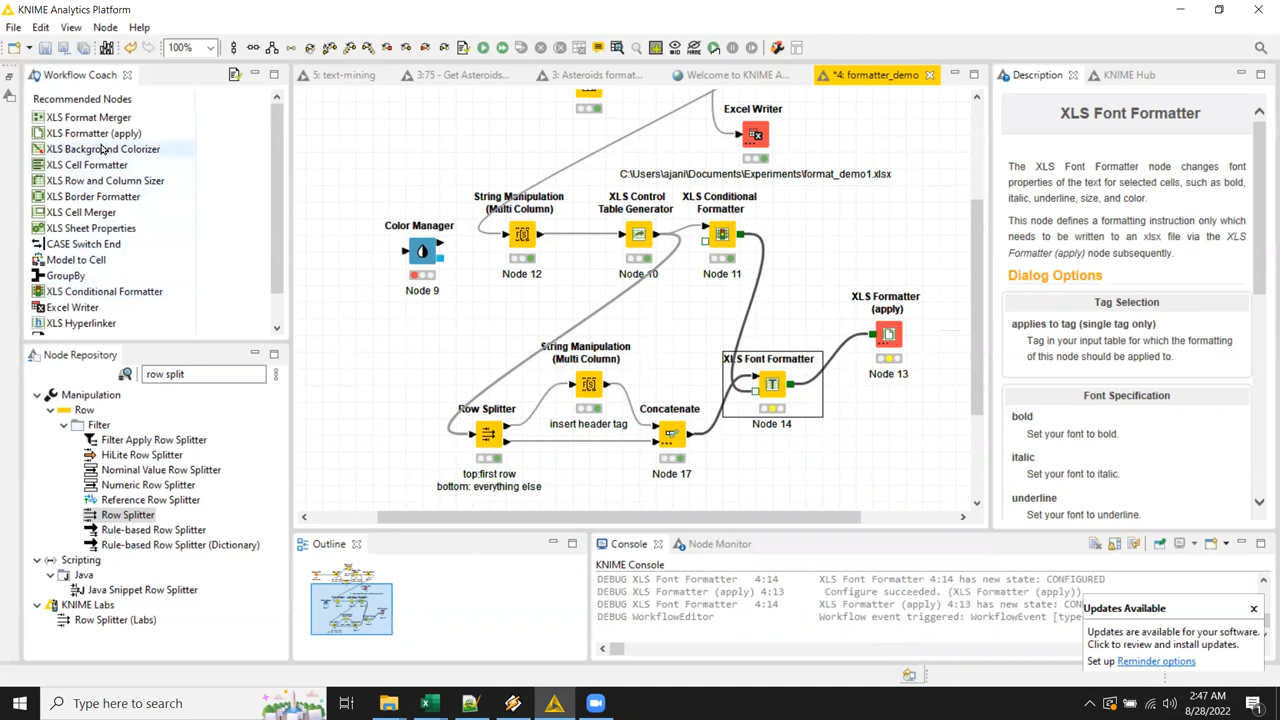 KNIME Analytics Platform
File Edit View Node Help
100%
Workflow Coach
Recommended Nodes
XLS Format Merger
XLS Formatter (apply)
XLS Background Colorizer
XLS Cell Formatter
XLS Row and Column Sizer
XLS Border Formatter
XLS Cell Merger
XLS Sheet Properties
CASE Switch End
Model to Cell
GroupBy
XLS Conditional Formatter
Excel Writer
XLS Hyperlinker
Node Repository
row split
Manipulation
Row
Filter
Filter Apply Row Splitter
HiLite Row Splitter
Nominal Value Row Splitter
Numeric Row Splitter
Reference Row Splitter
Row Splitter
Rule-based Row Splitter
Rule-based Row Splitter (Dictionary)
Scripting
Java
Java Snippet Row Splitter
KNIME Labs
Row Splitter (Labs)
5: text-mining
3:75 - Get Asteroids...
3: Asteroids format...
Welcome to KNIME A...
*4: formatter_demo
Excel Writer
C:\Users\ajani\Documents\Experiments\format_demo1.xlsx
Color Manager
Node 9
String Manipulation
(Multi Column)
Node 12
XLS Control
Table Generator
Node 10
XLS Conditional
Formatter
Node 11
XLS Formatter
(apply)
Node 13
String Manipulation
(Multi Column)
insert header tag
XLS Font Formatter
Node 14
Row Splitter
top:first row
bottom: everything else
Concatenate
Node 17
Outline
Console
Node Monitor
KNIME Console
DEBUG XLS Font Formatter 4:14 XLS Font Formatter 4:14 has new state: CONFIGURED
DEBUG XLS Formatter (apply) 4:13 Configure succeeded. (XLS Formatter (apply))
DEBUG XLS Font Formatter 4:14 XLS Formatter (apply) 4:13 has new state: CON
DEBUG WorkflowEditor Workflow event triggered: WorkflowEvent [type
Description
KNIME Hub
XLS Font Formatter
The XLS Font Formatter node changes font
properties of the text for selected cells, such as bold,
italic, underline, size, and color.
This node defines a formatting instruction only which
needs to be written to an xlsx file via the XLS
Formatter (apply) node subsequently.
Dialog Options
Tag Selection
applies to tag (single tag only)
Tag in your input table for which the formatting
of this node should be applied to.
Font Specification
bold
Set your font to bold.
italic
Set your font to italic.
underline
Set your font to underline.
Updates Available
Updates are available for your software.
Click to review and install updates.
Set up Reminder options
Type here to search
2:47 AM
8/28/2022
1